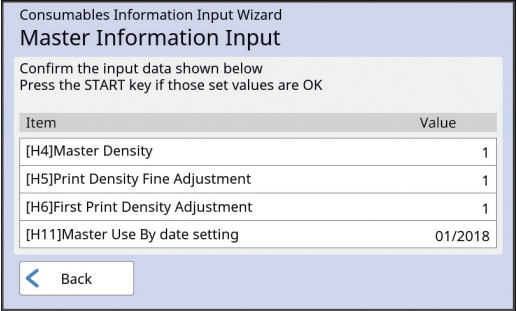 Consumables Information Input Wizard
Master Information Input
Confirm the input data shown below
Press the START key if those set values are OK
Item Value
[H4]Master Density 1
[H5]Print Density Fine Adjustment 1
[H6]First Print Density Adjustment 1
[H11]Master Use By date setting 01/2018
Back